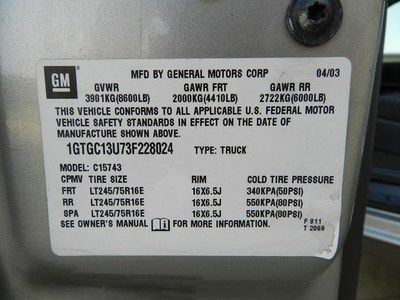 GM
MFD BY GENERAL MOTORS CORP 04/03
GVWR GAWR FRT GAWR RR
3901KG(8600LB) 2000KG(4410LB) 2722KG(6000LB)
THIS VEHICLE CONFORMS TO ALL APPLICABLE U.S. FEDERAL MOTOR
VEHICLE SAFETY STANDARDS IN EFFECT ON THE DATE OF
MANUFACTURE SHOWN ABOVE.
1GTGC13U73F228024 TYPE: TRUCK
MODEL: C15743
CPMV TIRE SIZE RIM COLD TIRE PRESSURE
FRT LT245/75R16E 16X6.5J 340KPA(50PSI)
RR LT245/75R16E 16X6.5J 550KPA(80PSI)
SPA LT245/75R16E 16X6.5J 550KPA(80PSI)
SEE OWNER'S MANUAL FOR MORE INFORMATION.
F 911
T 2069